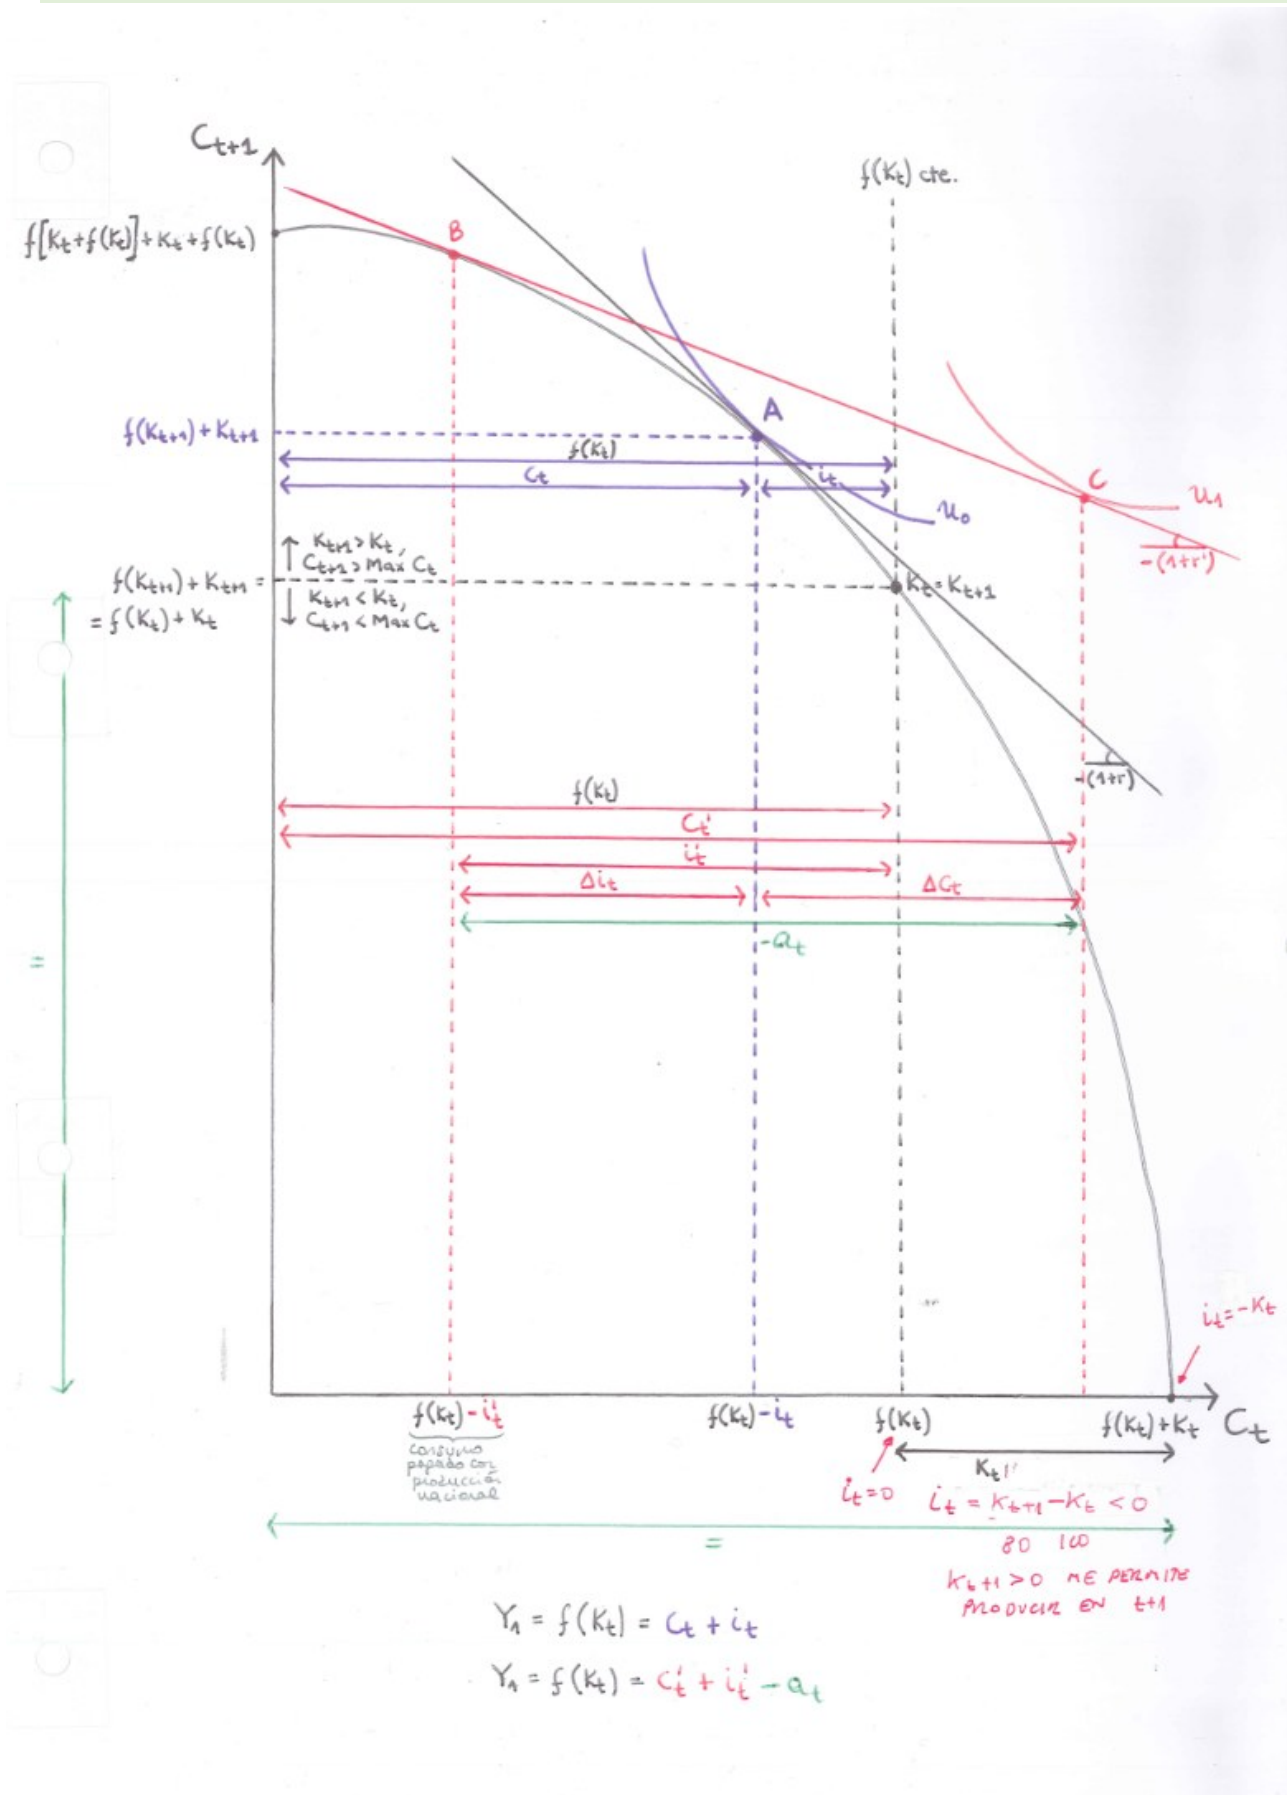 C_{t+1}
f(K_t) cte.
f[K_t+f(K_t)]+K_t+f(K_t)
B
A
f(K_{t+1})+K_{t+1}
f(K_t)
C_t
i_t
C
u_1
u_0
-(1+r')
K_{t+1}>K_t,
C_{t+1}>Max C_t
f(K_{t+1})+K_{t+1} =
= f(K_t)+K_t
K_{t+1}<K_t,
C_{t+1}<Max C_t
K_t=K_{t+1}
-(1+r)
f(K_t)
C_t'
i_t'
Δi_t
ΔC_t
-a_t
=
i_t=-K_t
f(K_t)-i_t'
f(K_t)-i_t
f(K_t)
f(K_t)+K_t
C_t
consumo
pagado con
producción
nacional
K_t
i_t=0
i_t = K_{t+1}-K_t <0
=
80 100
K_{t+1}>0 ME PERMITE
PRODUCIR EN t+1
Y_1 = f(K_t) = C_t + i_t
Y_1 = f(K_t) = C_t' + i_t' - a_t